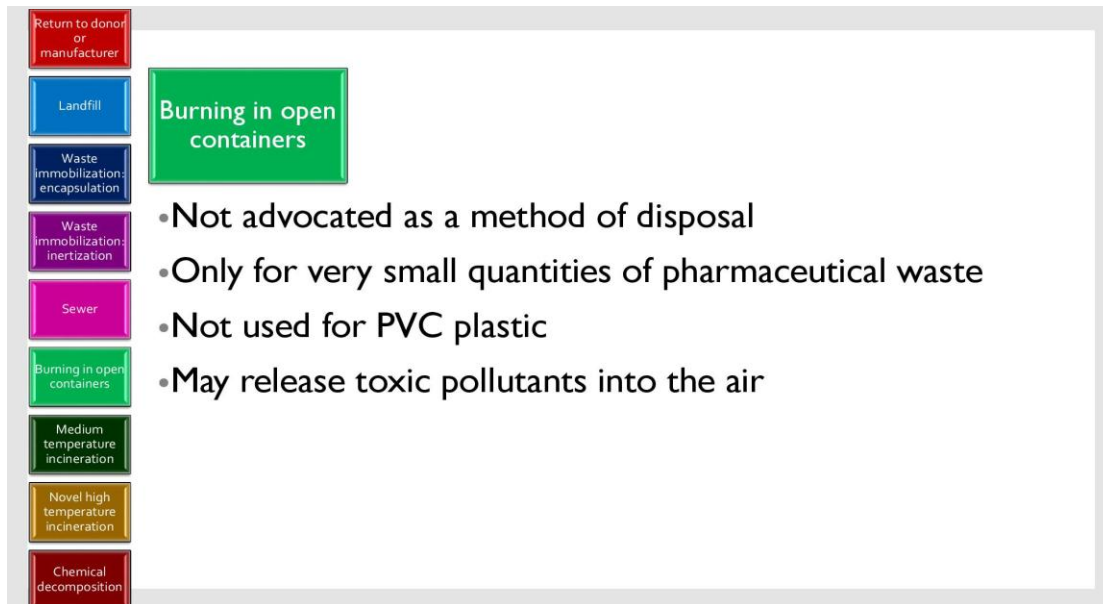 Return to donor
or
manufacturer
Landfill
Waste
immobilization:
encapsulation
Waste
immobilization:
inertization
Sewer
Burning in open
containers
Medium
temperature
incineration
Novel high
temperature
incineration
Chemical
decomposition
Burning in open
containers
•Not advocated as a method of disposal
•Only for very small quantities of pharmaceutical waste
•Not used for PVC plastic
•May release toxic pollutants into the air